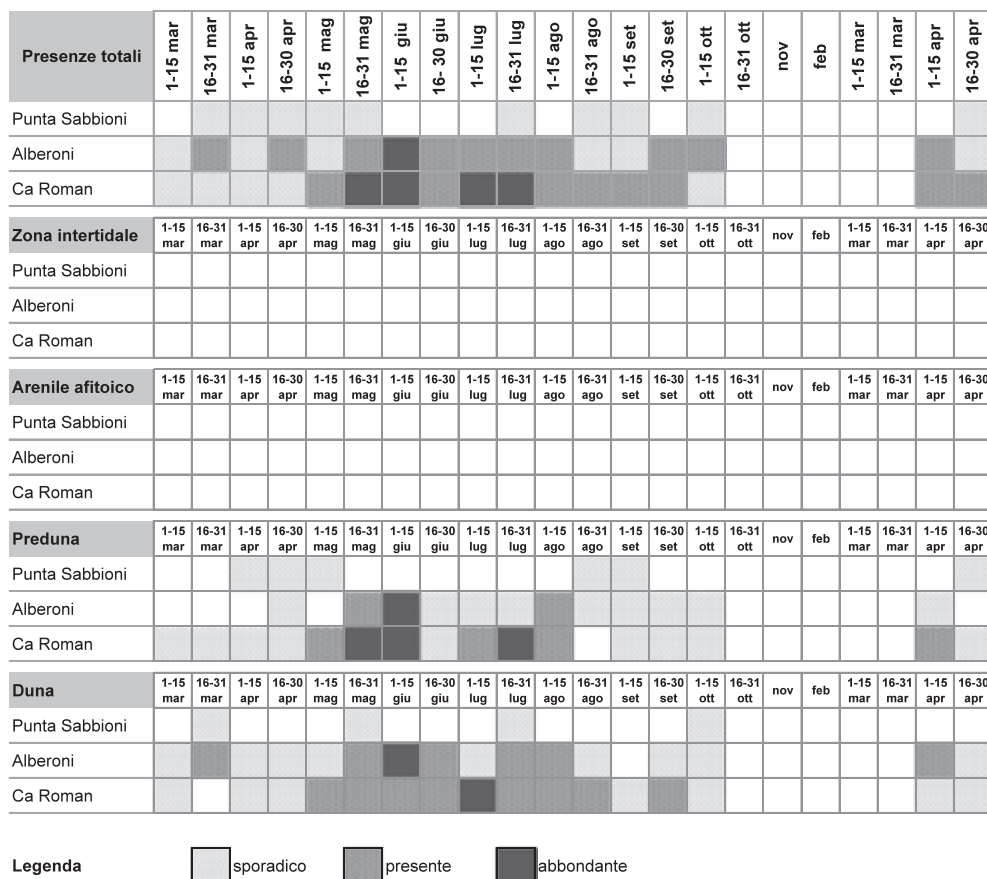 Presenze totali 1-15 mar 16-31 mar 1-15 apr 16-30 apr 1-15 mag 16-31 mag 1-15 giu 16- 30 giu 1-15 lug 16-31 lug 1-15 ago 16-31 ago 1-15 set 16-30 set 1-15 ott 16-31 ott nov feb 1-15 mar 16-31 mar 1-15 apr 16-30 apr
Punta Sabbioni
Alberoni
Ca Roman
Zona intertidale 1-15 mar 16-31 mar 1-15 apr 16-30 apr 1-15 mag 16-31 mag 1-15 giu 16-30 giu 1-15 lug 16-31 lug 1-15 ago 16-31 ago 1-15 set 16-30 set 1-15 ott 16-31 ott nov feb 1-15 mar 16-31 mar 1-15 apr 16-30 apr
Punta Sabbioni
Alberoni
Ca Roman
Arenile afitoico 1-15 mar 16-31 mar 1-15 apr 16-30 apr 1-15 mag 16-31 mag 1-15 giu 16-30 giu 1-15 lug 16-31 lug 1-15 ago 16-31 ago 1-15 set 16-30 set 1-15 ott 16-31 ott nov feb 1-15 mar 16-31 mar 1-15 apr 16-30 apr
Punta Sabbioni
Alberoni
Ca Roman
Preduna 1-15 mar 16-31 mar 1-15 apr 16-30 apr 1-15 mag 16-31 mag 1-15 giu 16-30 giu 1-15 lug 16-31 lug 1-15 ago 16-31 ago 1-15 set 16-30 set 1-15 ott 16-31 ott nov feb 1-15 mar 16-31 mar 1-15 apr 16-30 apr
Punta Sabbioni
Alberoni
Ca Roman
Duna 1-15 mar 16-31 mar 1-15 apr 16-30 apr 1-15 mag 16-31 mag 1-15 giu 16-30 giu 1-15 lug 16-31 lug 1-15 ago 16-31 ago 1-15 set 16-30 set 1-15 ott 16-31 ott nov feb 1-15 mar 16-31 mar 1-15 apr 16-30 apr
Punta Sabbioni
Alberoni
Ca Roman
Legenda sporadico presente abbondante